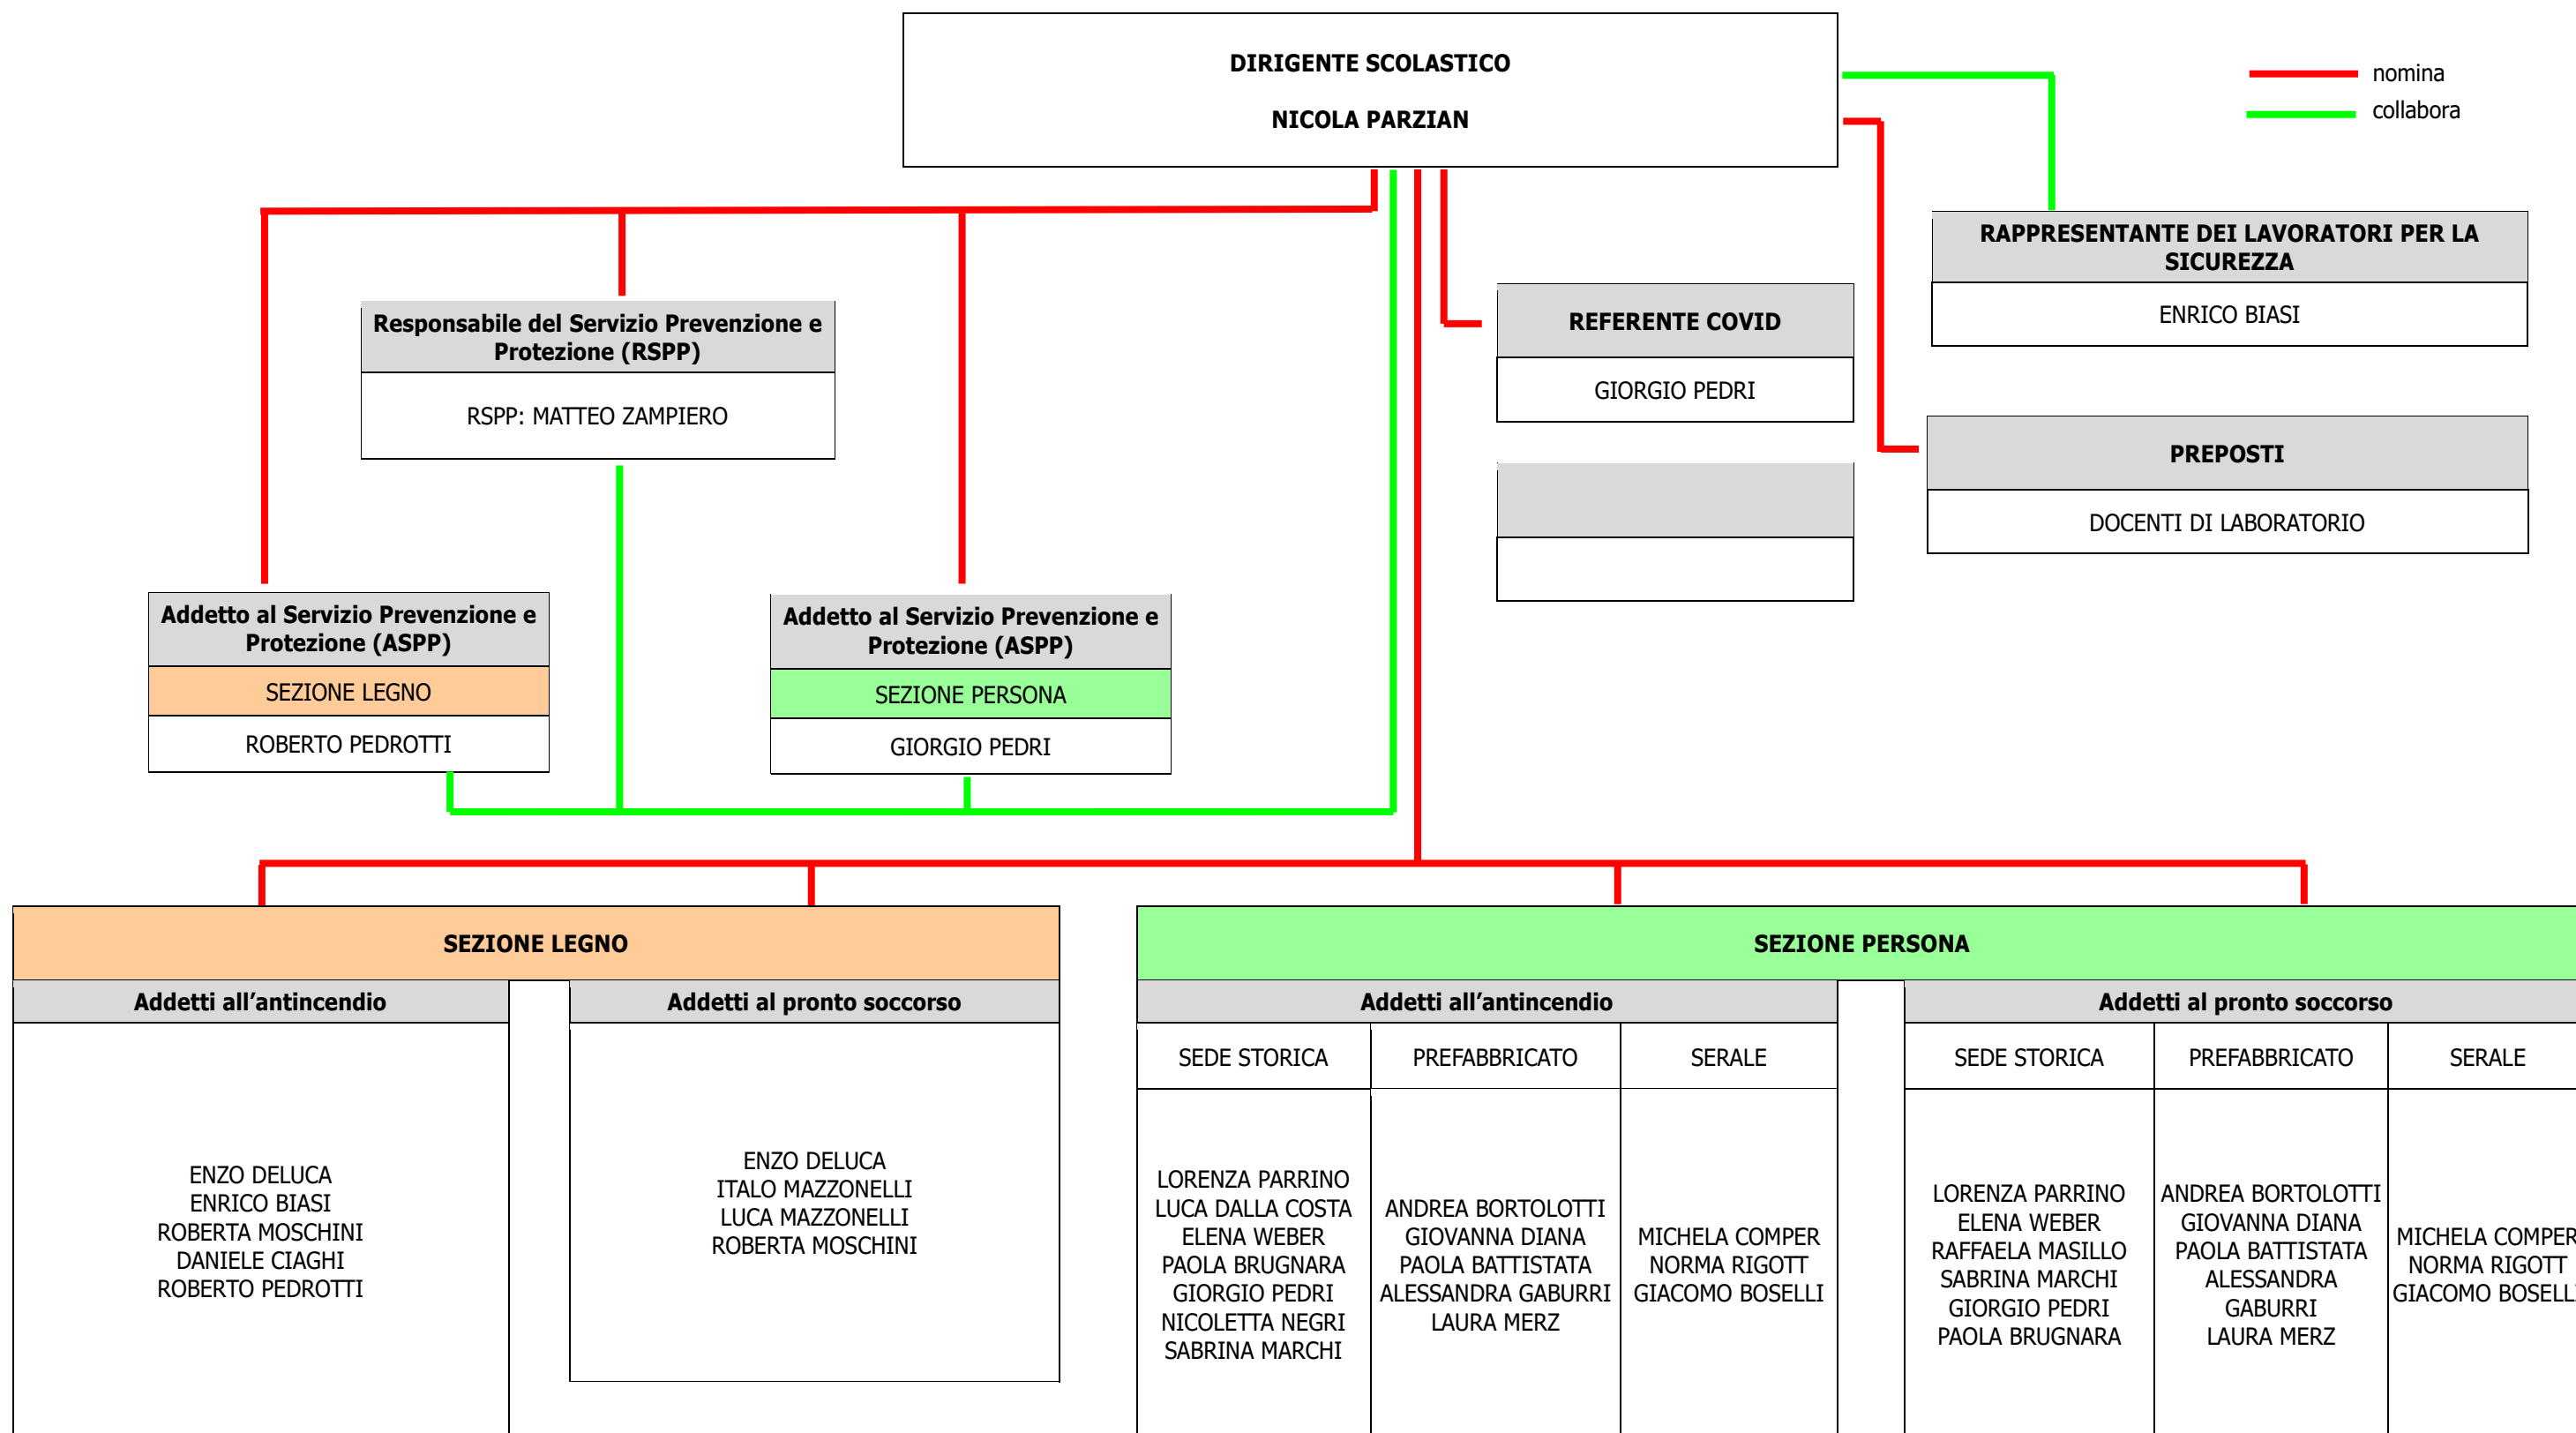 DIRIGENTE SCOLASTICO
NICOLA PARZIAN
nomina
collabora
RAPPRESENTANTE DEI LAVORATORI PER LA
SICUREZZA
ENRICO BIASI
Responsabile del Servizio Prevenzione e
Protezione (RSPP)
RSPP: MATTEO ZAMPIERO
REFERENTE COVID
GIORGIO PEDRI
PREPOSTI
DOCENTI DI LABORATORIO
Addetto al Servizio Prevenzione e
Protezione (ASPP)
SEZIONE LEGNO
ROBERTO PEDROTTI
Addetto al Servizio Prevenzione e
Protezione (ASPP)
SEZIONE PERSONA
GIORGIO PEDRI
SEZIONE LEGNO
Addetti all’antincendio
ENZO DELUCA
ENRICO BIASI
ROBERTA MOSCHINI
DANIELE CIAGHI
ROBERTO PEDROTTI
Addetti al pronto soccorso
ENZO DELUCA
ITALO MAZZONELLI
LUCA MAZZONELLI
ROBERTA MOSCHINI
SEZIONE PERSONA
Addetti all’antincendio
SEDE STORICA
LORENZA PARRINO
LUCA DALLA COSTA
ELENA WEBER
PAOLA BRUGNARA
GIORGIO PEDRI
NICOLETTA NEGRI
SABRINA MARCHI
PREFABBRICATO
ANDREA BORTOLOTTI
GIOVANNA DIANA
PAOLA BATTISTATA
ALESSANDRA GABURRI
LAURA MERZ
SERALE
MICHELA COMPER
NORMA RIGOTT
GIACOMO BOSELLI
Addetti al pronto soccorso
SEDE STORICA
LORENZA PARRINO
ELENA WEBER
RAFFAELA MASILLO
SABRINA MARCHI
GIORGIO PEDRI
PAOLA BRUGNARA
PREFABBRICATO
ANDREA BORTOLOTTI
GIOVANNA DIANA
PAOLA BATTISTATA
ALESSANDRA
GABURRI
LAURA MERZ
SERALE
MICHELA COMPER
NORMA RIGOTT
GIACOMO BOSELLI